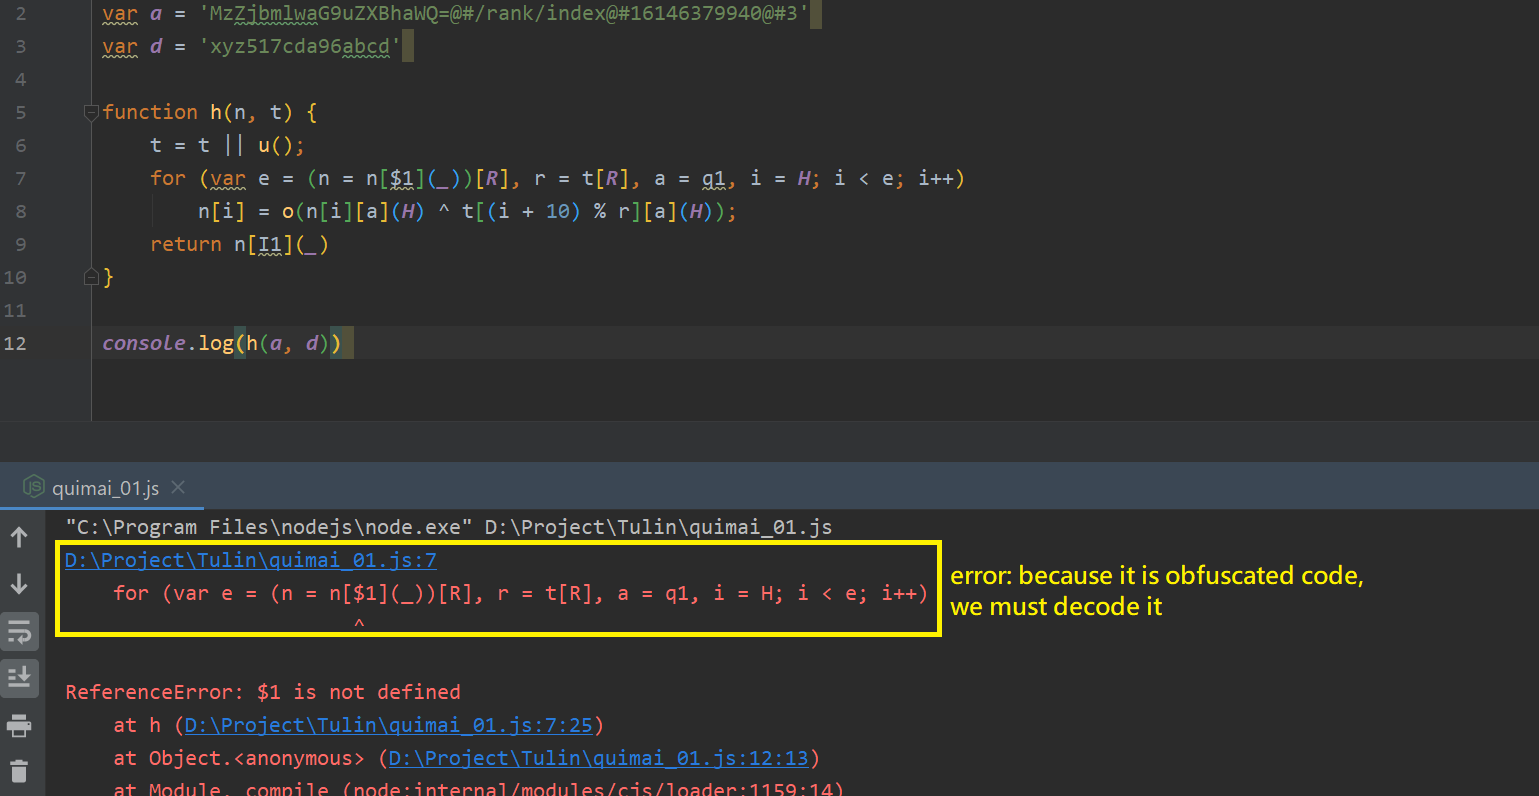 2 var a = 'MzZjbmlwaG9uZXBhaWQ=@#/rank/index@#16146379940@#3'
3 var d = 'xyz517cda96abcd'
4
5 function h(n, t) {
6 t = t || u();
7 for (var e = (n = n[$1](_))[R], r = t[R], a = q1, i = H; i < e; i++)
8 n[i] = o(n[i][a](H) ^ t[(i + 10) % r][a](H));
9 return n[I1](_)
10 }
11
12 console.log(h(a, d))
quimai_01.js
"C:\Program Files\nodejs\node.exe" D:\Project\Tulin\quimai_01.js
D:\Project\Tulin\quimai_01.js:7
for (var e = (n = n[$1](_))[R], r = t[R], a = q1, i = H; i < e; i++)
^
error: because it is obfuscated code,
we must decode it
ReferenceError: $1 is not defined
at h (D:\Project\Tulin\quimai_01.js:7:25)
at Object.<anonymous> (D:\Project\Tulin\quimai_01.js:12:13)
at Module._compile (node:internal/modules/cjs/loader:1159:14)